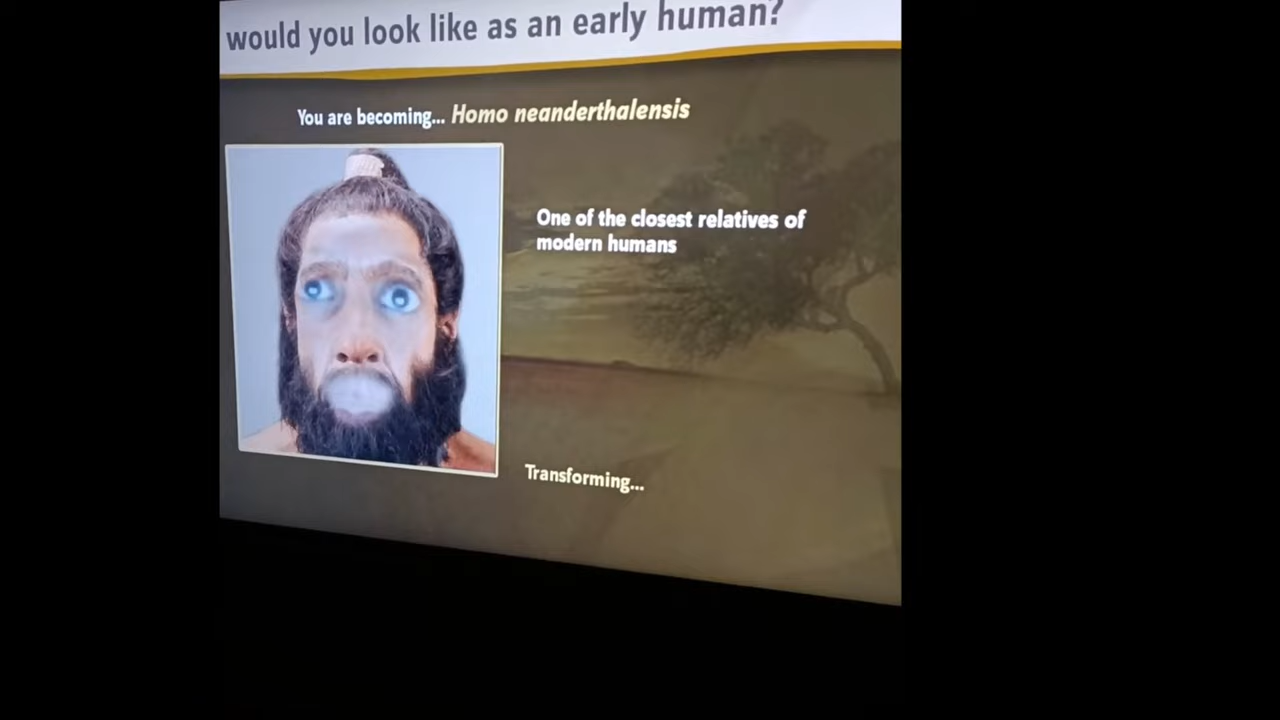 would you look like as an early human?
You are becoming... Homo neanderthalensis
One of the closest relatives of
modern humans
Transforming...